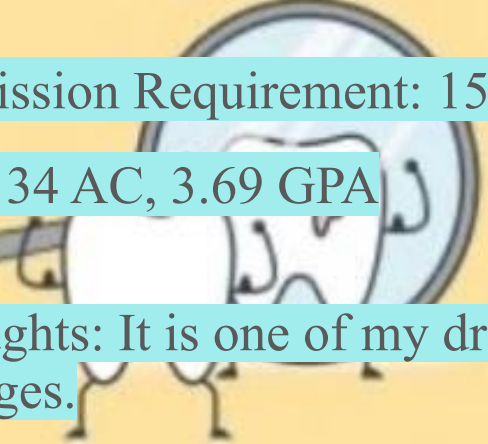 ission Requirement: 15
34 AC, 3.69 GPA
ghts: It is one of my dr
ges.